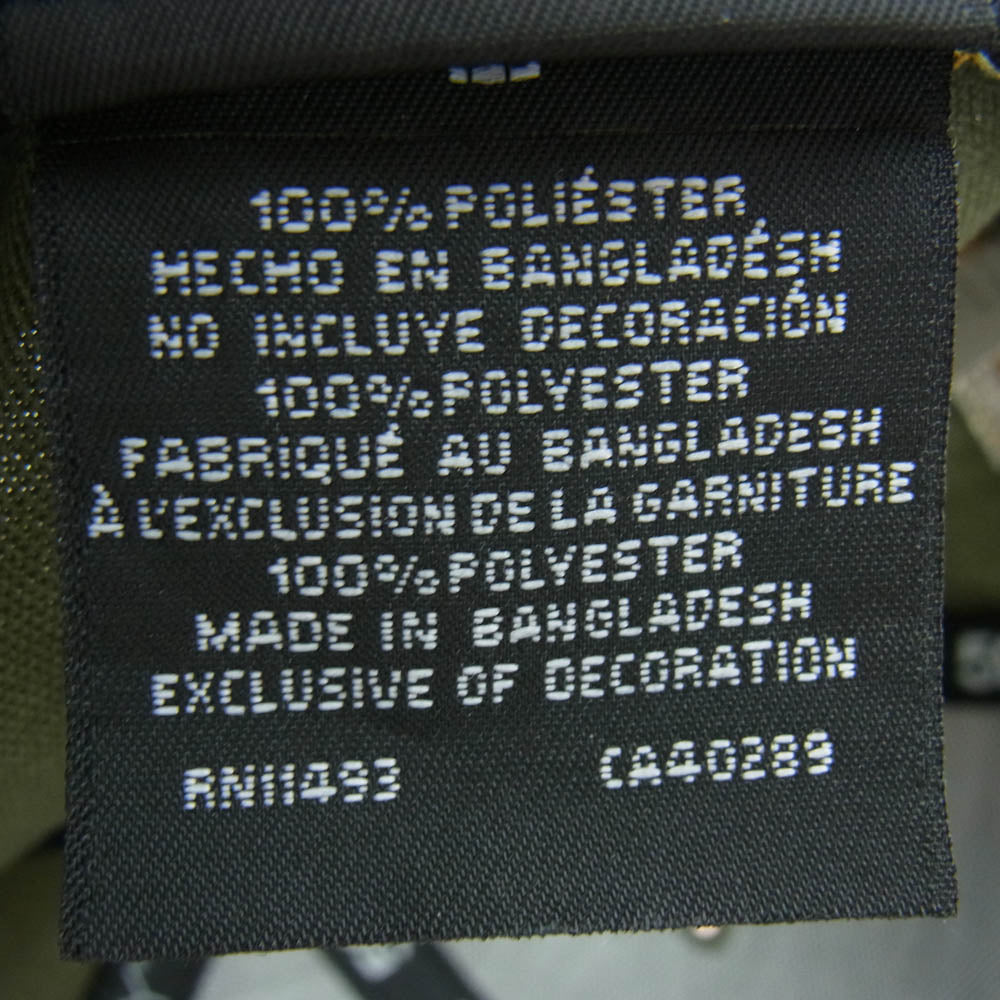 100% POLIÉSTER
HECHO EN BANGLADÉSH
NO INCLUYE DECORACIÓN
100% POLYESTER
FABRIQUÉ AU BANGLADESH
À L'EXCLUSION DE LA GARNITURE
100% POLYESTER
MADE IN BANGLADESH
EXCLUSIVE OF DECORATION
RN11493 CA40289